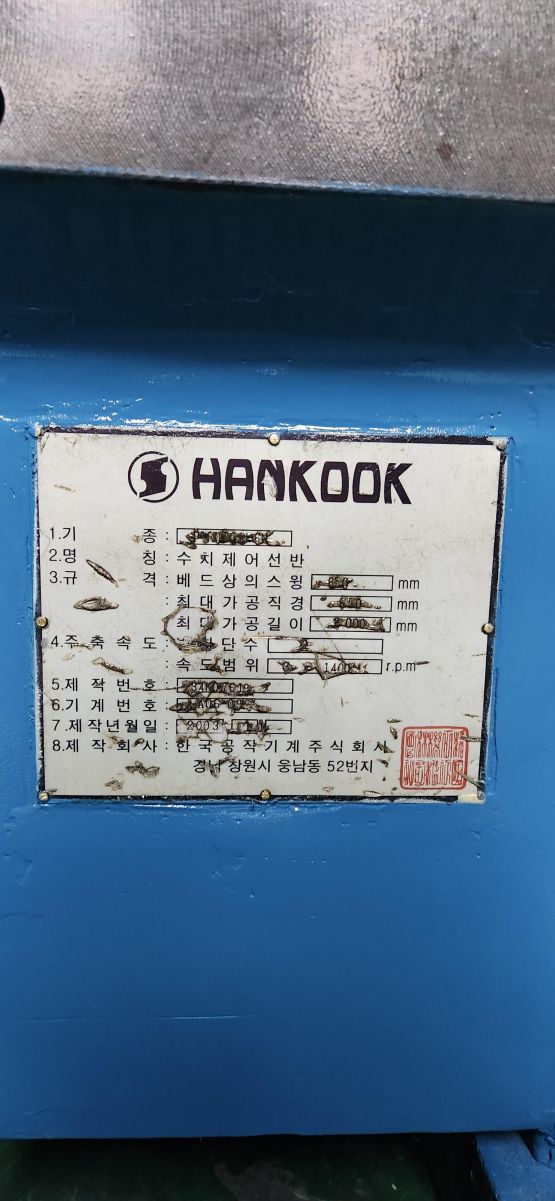 HANKOOK
1.기 종 :
2.명 칭 : 수치제어선반
3.규 격 : 베드상의스윙 mm
: 최대가공직경 mm
: 최대가공길이 2000 mm
4.주축속도 : 단수 2
: 속도범위 1400 r.p.m
5.제작번호 :
6.기계번호 :
7.제작년월일 : 2003
8.제작회사 : 한국공작기계주식회사
경남 창원시 웅남동 52번지